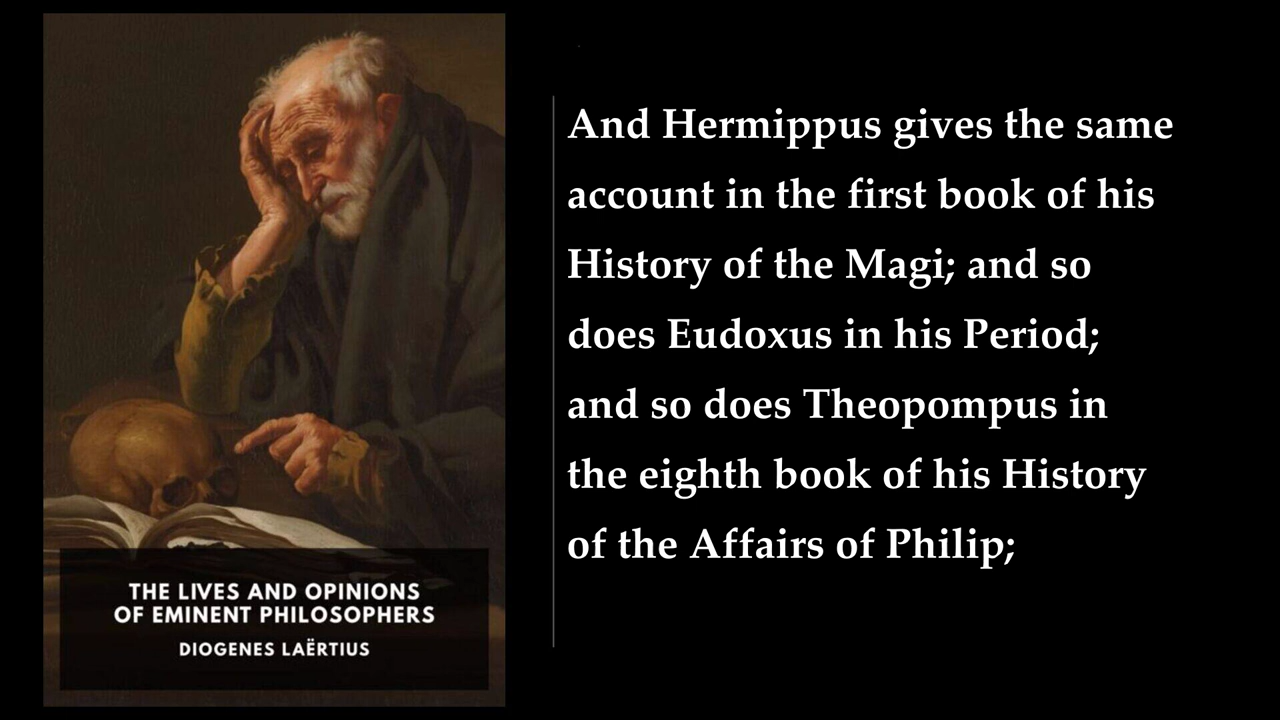 THE LIVES AND OPINIONS
OF EMINENT PHILOSOPHERS
DIOGENES LAËRTIUS
And Hermippus gives the same
account in the first book of his
History of the Magi; and so
does Eudoxus in his Period;
and so does Theopompus in
the eighth book of his History
of the Affairs of Philip;